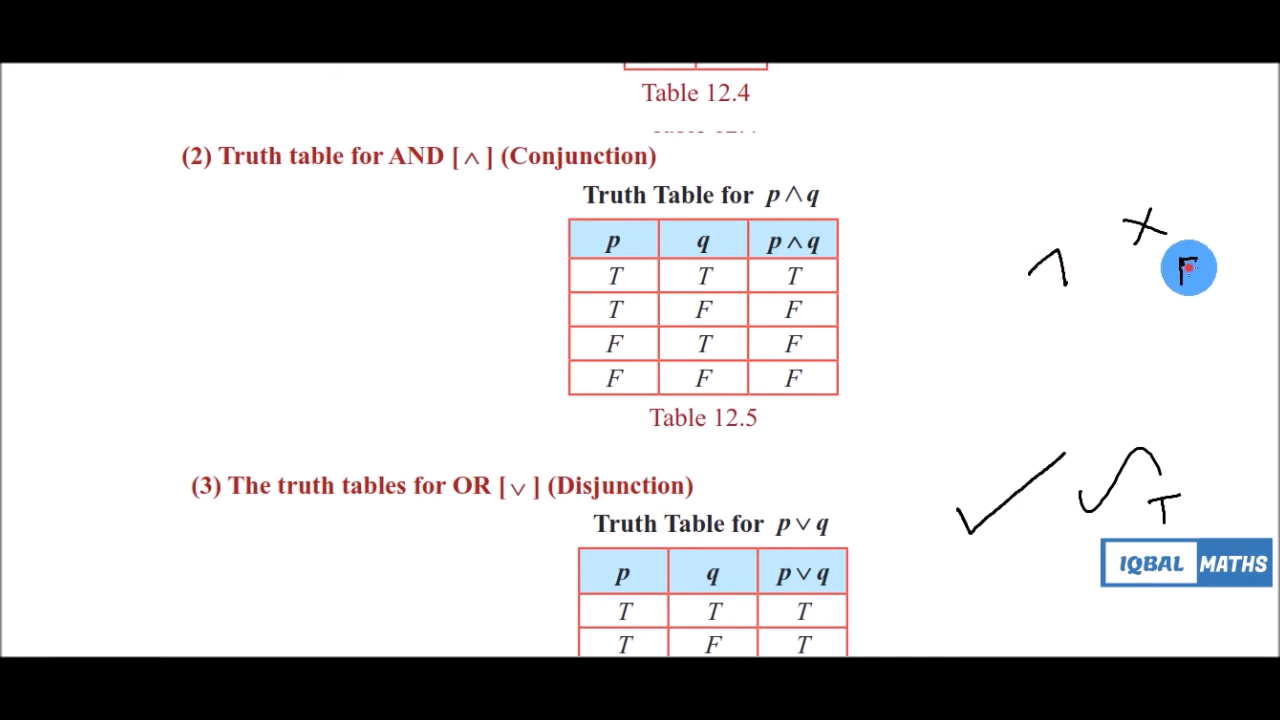 Table 12.4
(2) Truth table for AND [ ∧ ] (Conjunction)
Truth Table for p ∧ q
p q p ∧ q
T T T
T F F
F T F
F F F
Table 12.5
∧ × F
(3) The truth tables for OR [ ∨ ] (Disjunction)
Truth Table for p ∨ q
p q p ∨ q
T T T
T F T
T
IQBAL MATHS